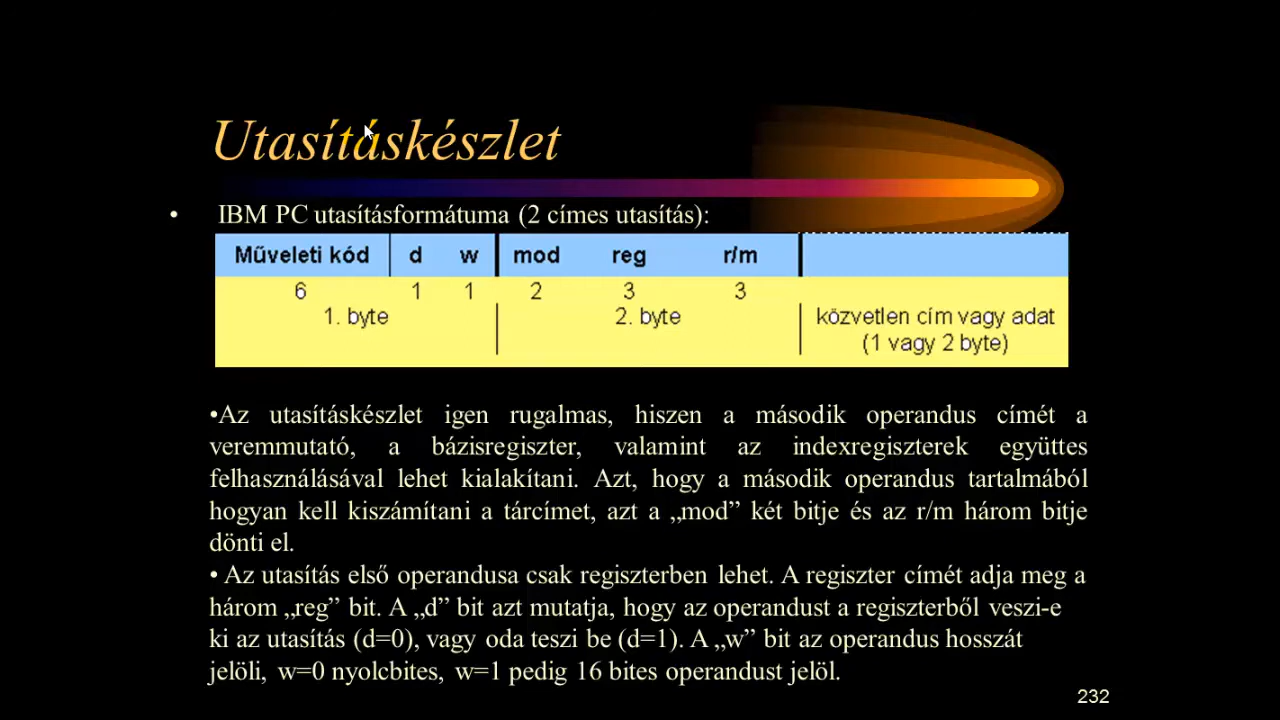 Utasításkészlet
• IBM PC utasításformátuma (2 címes utasítás):
Műveleti kód d w mod reg r/m
6 1 1 2 3 3
1. byte 2. byte közvetlen cím vagy adat
(1 vagy 2 byte)
•Az utasításkészlet igen rugalmas, hiszen a második operandus címét a
veremmutató, a bázisregiszter, valamint az indexregiszterek együttes
felhasználásával lehet kialakítani. Azt, hogy a második operandus tartalmából
hogyan kell kiszámítani a tárcímet, azt a „mod” két bitje és az r/m három bitje
dönti el.
• Az utasítás első operandusa csak regiszterben lehet. A regiszter címét adja meg a
három „reg” bit. A „d” bit azt mutatja, hogy az operandust a regiszterből veszi-e
ki az utasítás (d=0), vagy oda teszi be (d=1). A „w” bit az operandus hosszát
jelöli, w=0 nyolcbites, w=1 pedig 16 bites operandust jelöl.
232